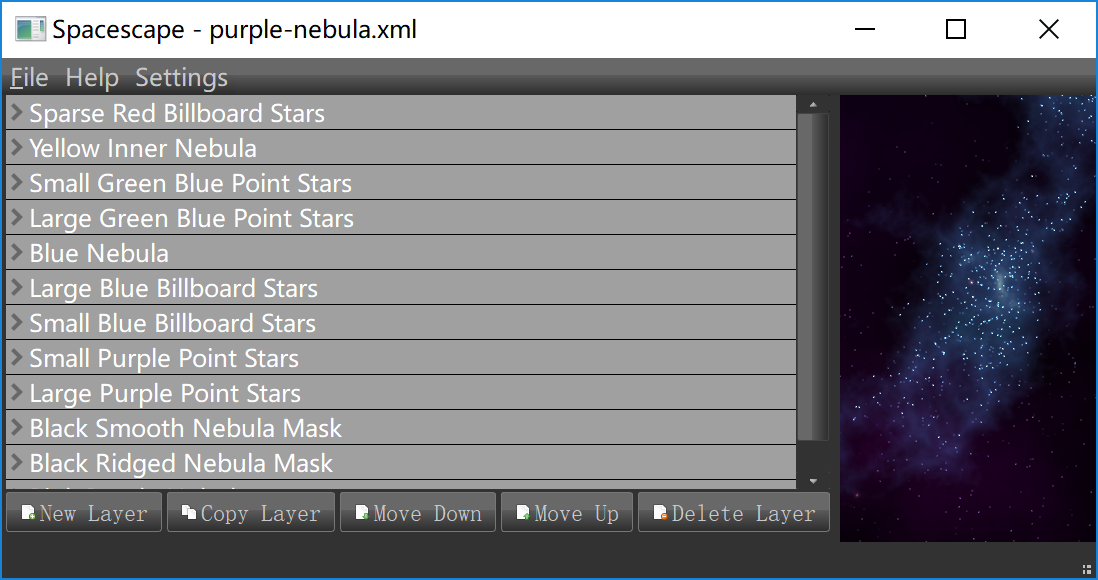 Spacescape - purple-nebula.xml
File Help Settings
Sparse Red Billboard Stars
Yellow Inner Nebula
Small Green Blue Point Stars
Large Green Blue Point Stars
Blue Nebula
Large Blue Billboard Stars
Small Blue Billboard Stars
Small Purple Point Stars
Large Purple Point Stars
Black Smooth Nebula Mask
Black Ridged Nebula Mask
New Layer Copy Layer Move Down Move Up Delete Layer